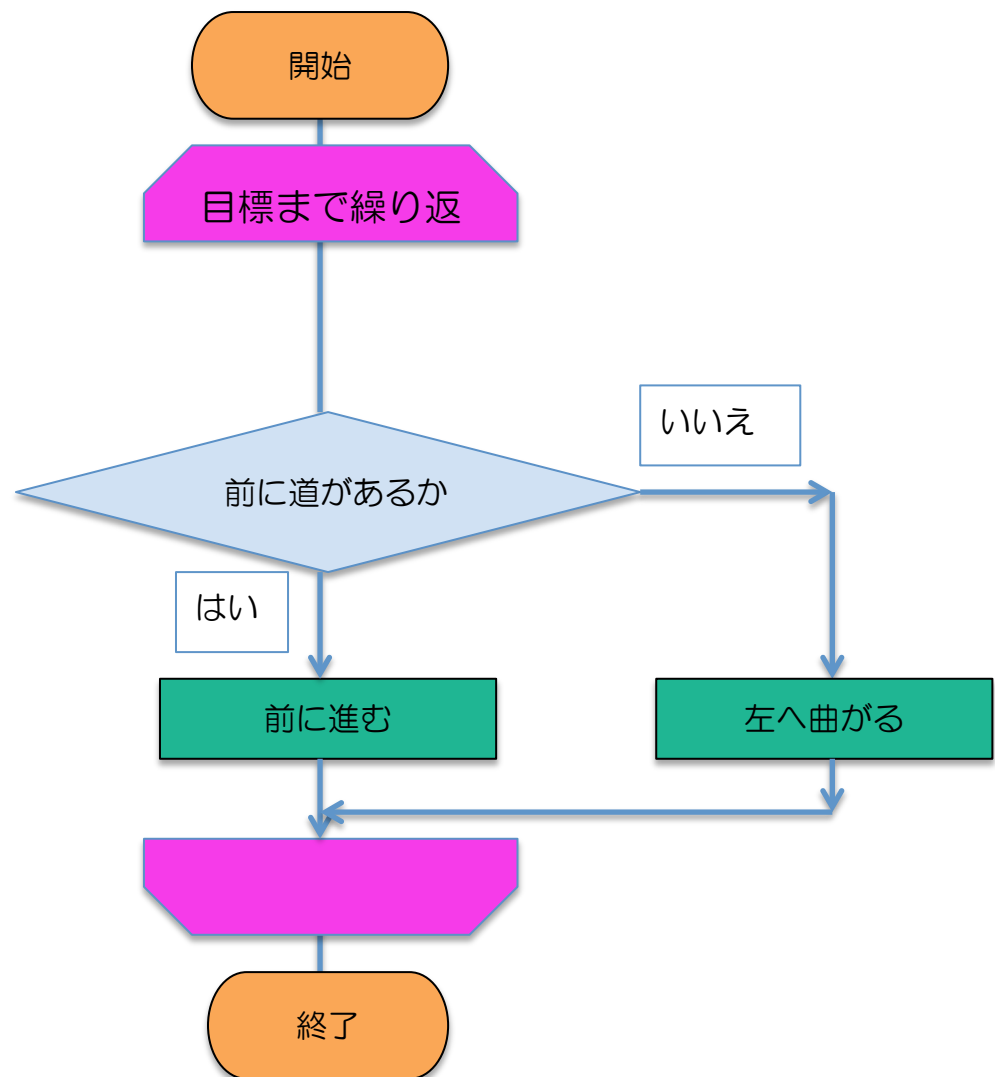 開始
目標まで繰り返
いいえ
前に道があるか
はい
前に進む
左へ曲がる
終了